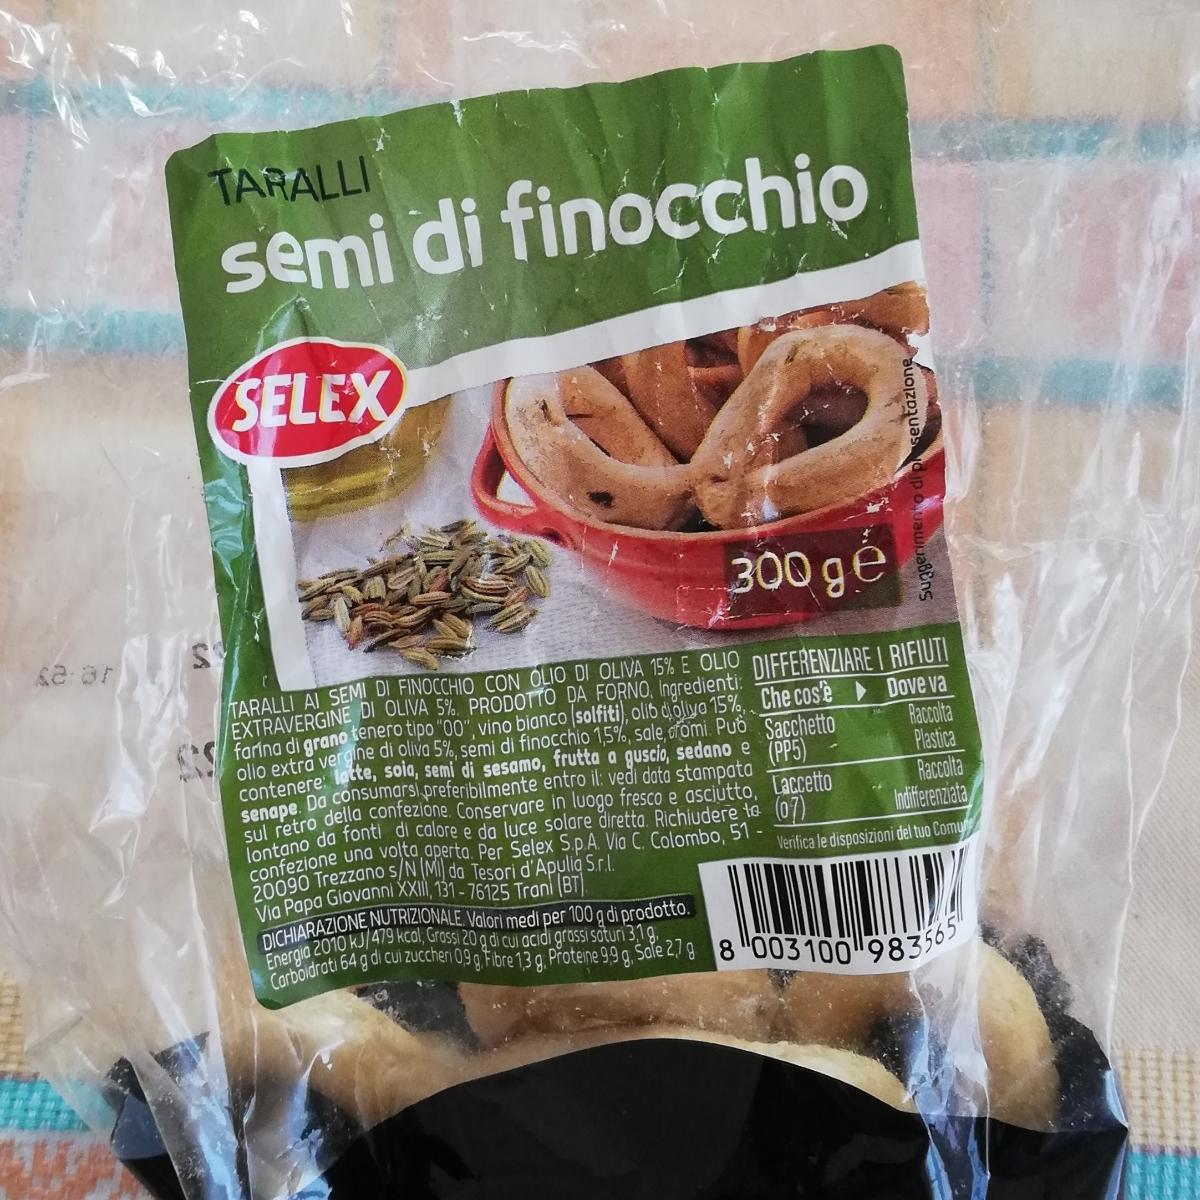 TARALLI
semi di finocchio
SELEX
300 g e
Suggerimento di presentazione
TARALLI AI SEMI DI FINOCCHIO CON OLIO DI OLIVA 15% E OLIO
EXTRAVERGINE DI OLIVA 5%. PRODOTTO DA FORNO. Ingredienti:
farina di grano tenero tipo "00", vino bianco (solfiti), olio di oliva 15%,
olio extra vergine di oliva 5%, semi di finocchio 1,5%, sale, aromi. Può
contenere: latte, soia, semi di sesamo, frutta a guscio, sedano e
senape. Da consumarsi preferibilmente entro il: vedi data stampata
sul retro della confezione. Conservare in luogo fresco e asciutto,
lontano da fonti di calore e da luce solare diretta. Richiudere la
confezione una volta aperta. Per Selex S.p.A. Via C. Colombo, 51 -
20090 Trezzano s/N (MI) da Tesori d'Apulia S.r.l.
Via Papa Giovanni XXIII, 131 - 76125 Trani (BT).
DICHIARAZIONE NUTRIZIONALE. Valori medi per 100 g di prodotto.
Energia 2010 kJ/479 kcal, Grassi 20 g di cui acidi grassi saturi 3,1 g,
Carboidrati 64 g di cui zuccheri 0,9 g, Fibre 1,3 g, Proteine 9,9 g, Sale 2,7 g
DIFFERENZIARE I RIFIUTI
Che cos'è Dove va
Sacchetto Raccolta
(PP5) Plastica
Laccetto Raccolta
(o 7) Indifferenziata
Verifica le disposizioni del tuo Comune
8 003100 983565